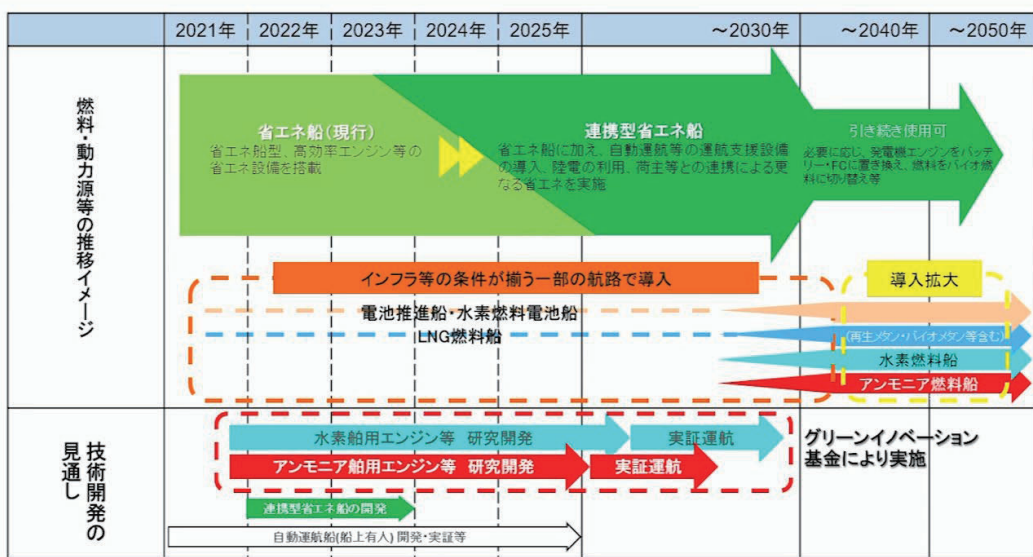 2021年 2022年 2023年 2024年 2025年 ～2030年 ～2040年 ～2050年
燃料・動力源等の推移イメージ
省エネ船(現行)
省エネ船型、高効率エンジン等の
省エネ設備を搭載
連携型省エネ船
省エネ船に加え、自動運航等の運航支援設備
の導入、陸電の利用、荷主等との連携による更
なる省エネを実施
引き続き使用可
必要に応じ、発電機エンジンをバッテ
リー・FCに置き換え、燃料をバイオ燃
料に切り替え等
インフラ等の条件が揃う一部の航路で導入
導入拡大
電池推進船・水素燃料電池船
LNG燃料船
(再生メタン・バイオメタン等含む)
水素燃料船
アンモニア燃料船
技術開発の
見通し
水素舶用エンジン等 研究開発
実証運航
アンモニア舶用エンジン等 研究開発
実証運航
グリーンイノベーション
基金により実施
連携型省エネ船の開発
自動運航船(船上有人) 開発・実証等